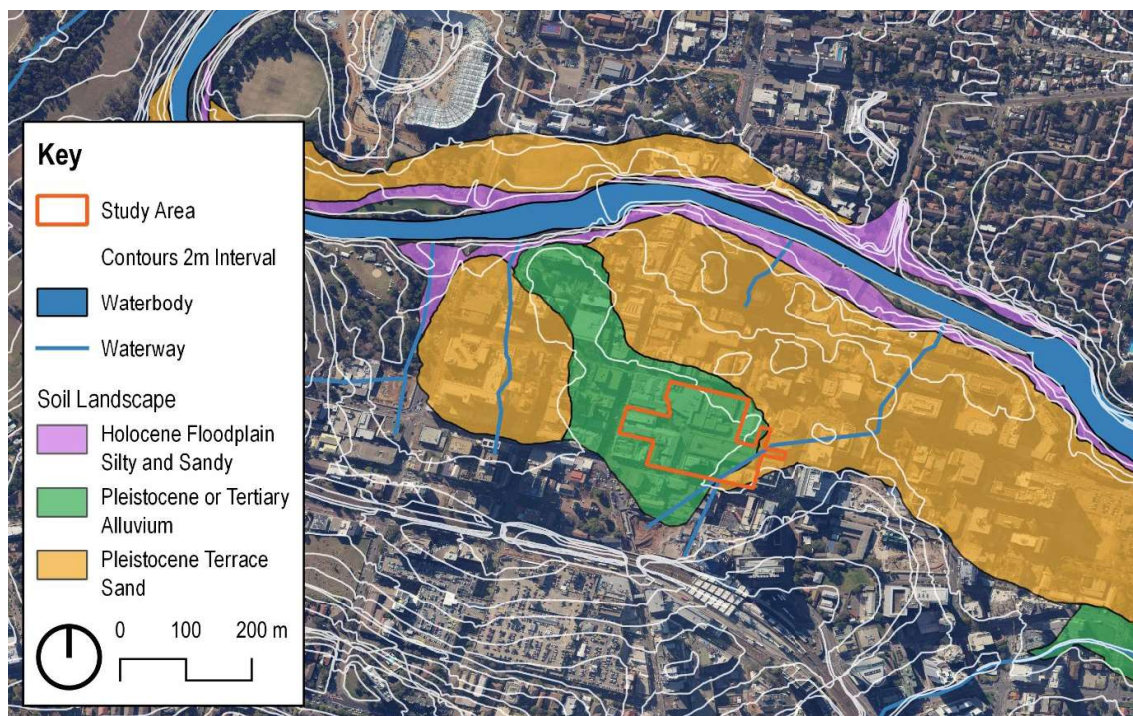 Key
Study Area
Contours 2m Interval
Waterbody
Waterway
Soil Landscape
Holocene Floodplain
Silty and Sandy
Pleistocene or Tertiary
Alluvium
Pleistocene Terrace
Sand
0 100 200 m